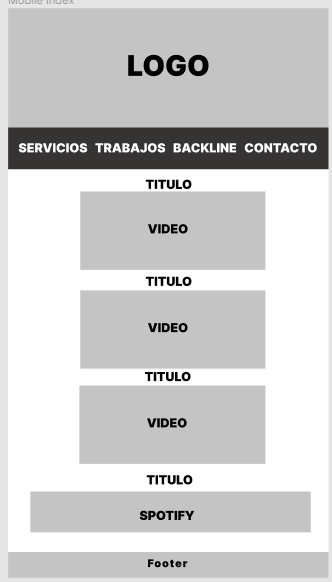 Mobile Index
LOGO
SERVICIOS TRABAJOS BACKLINE CONTACTO
TITULO
VIDEO
TITULO
VIDEO
TITULO
VIDEO
TITULO
SPOTIFY
Footer